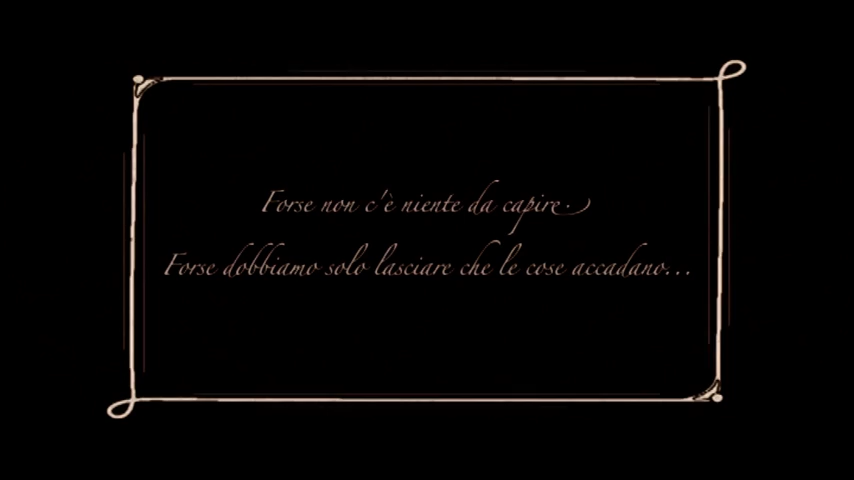 Forse non c'è niente da capire.
Forse dobbiamo solo lasciare che le cose accadano...